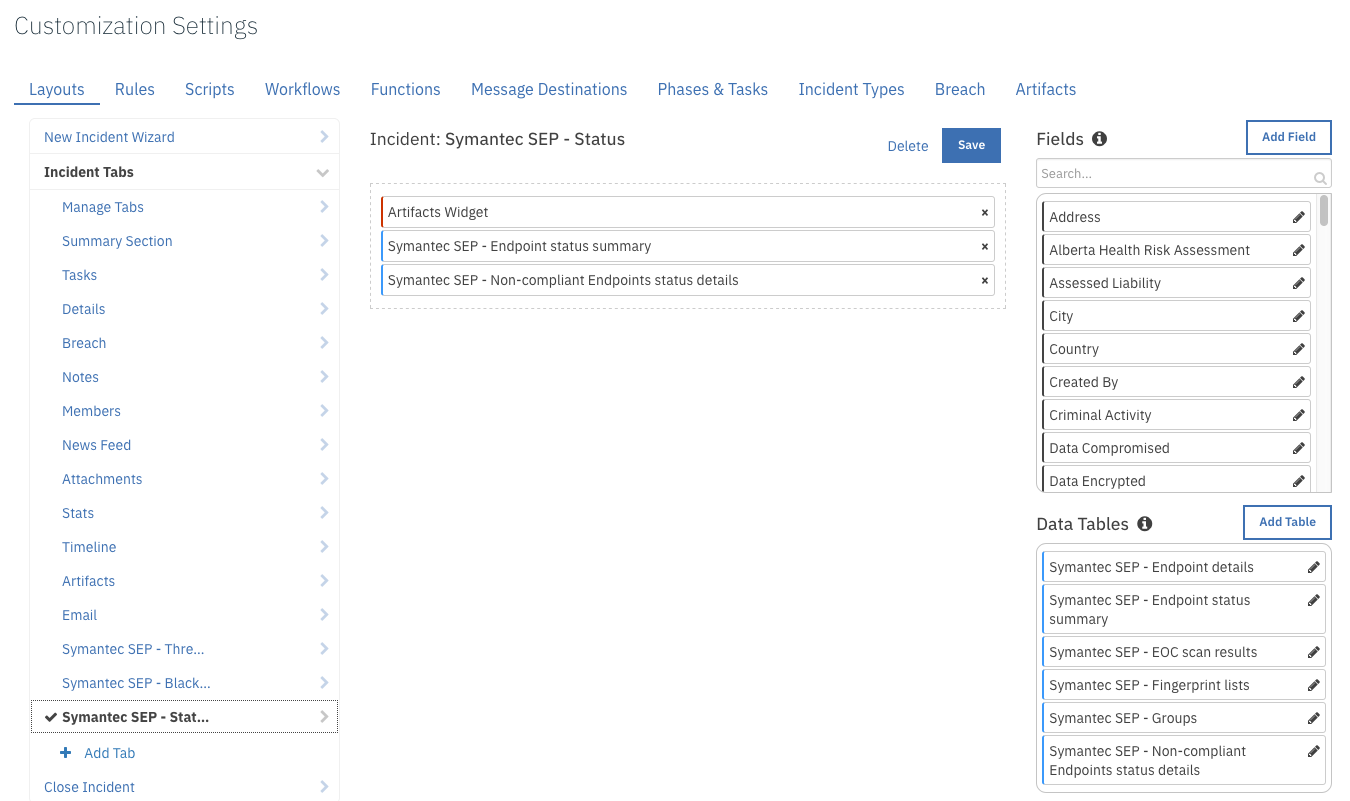 Customization Settings
Layouts
Rules
Scripts
Workflows
Functions
Message Destinations
Phases & Tasks
Incident Types
Breach
Artifacts
New Incident Wizard
Incident Tabs
Manage Tabs
Summary Section
Tasks
Details
Breach
Notes
Members
News Feed
Attachments
Stats
Timeline
Artifacts
Email
Symantec SEP - Thre...
Symantec SEP - Black...
Symantec SEP - Stat...
Add Tab
Close Incident
Incident: Symantec SEP - Status
Delete
Save
Artifacts Widget
Symantec SEP - Endpoint status summary
Symantec SEP - Non-compliant Endpoints status details
Fields
Add Field
Search...
Address
Alberta Health Risk Assessment
Assessed Liability
City
Country
Created By
Criminal Activity
Data Compromised
Data Encrypted
Data Tables
Add Table
Symantec SEP - Endpoint details
Symantec SEP - Endpoint status
summary
Symantec SEP - EOC scan results
Symantec SEP - Fingerprint lists
Symantec SEP - Groups
Symantec SEP - Non-compliant
Endpoints status details